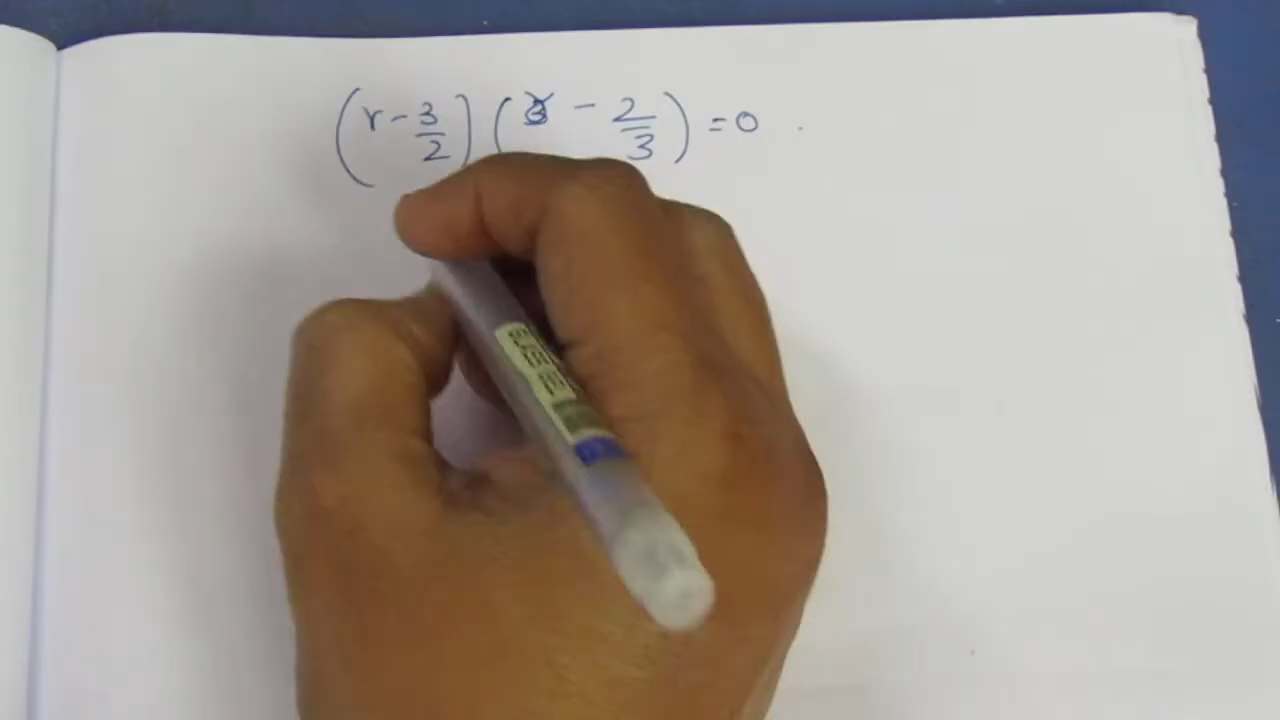 (r - 3/2) ( - 2/3) = 0